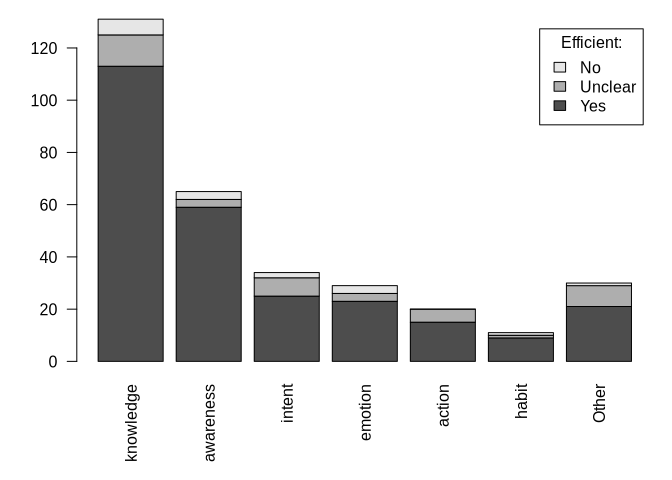 120
100
80
60
40
20
0
Efficient:
No
Unclear
Yes
knowledge
awareness
intent
emotion
action
habit
Other